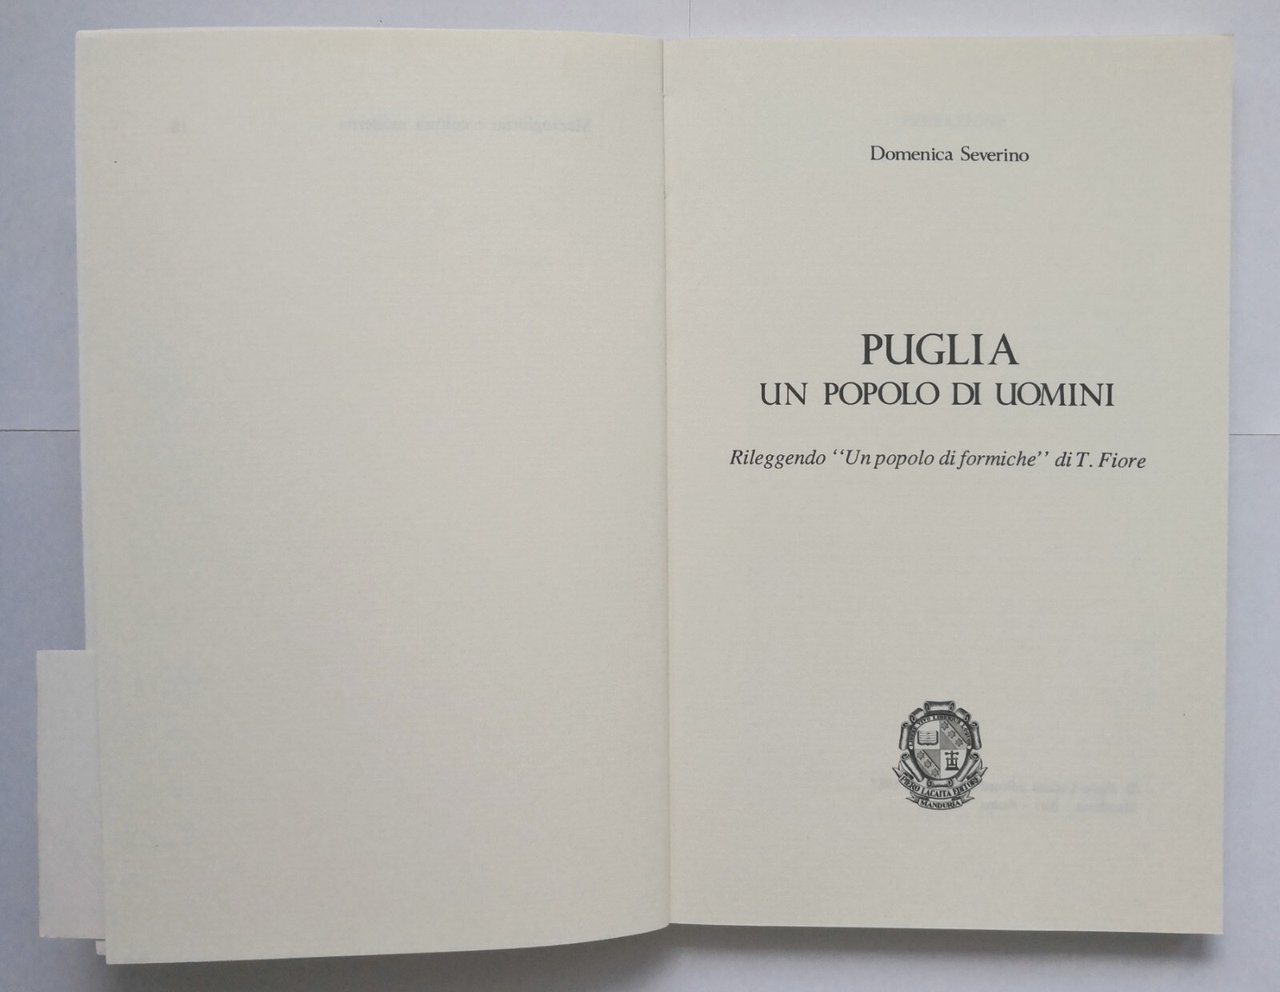 Domenica Severino
PUGLIA
UN POPOLO DI UOMINI
Rileggendo ‘‘Un popolo di formiche’’ di T. Fiore
PIERO LACAITA EDITORE
MANDURIA